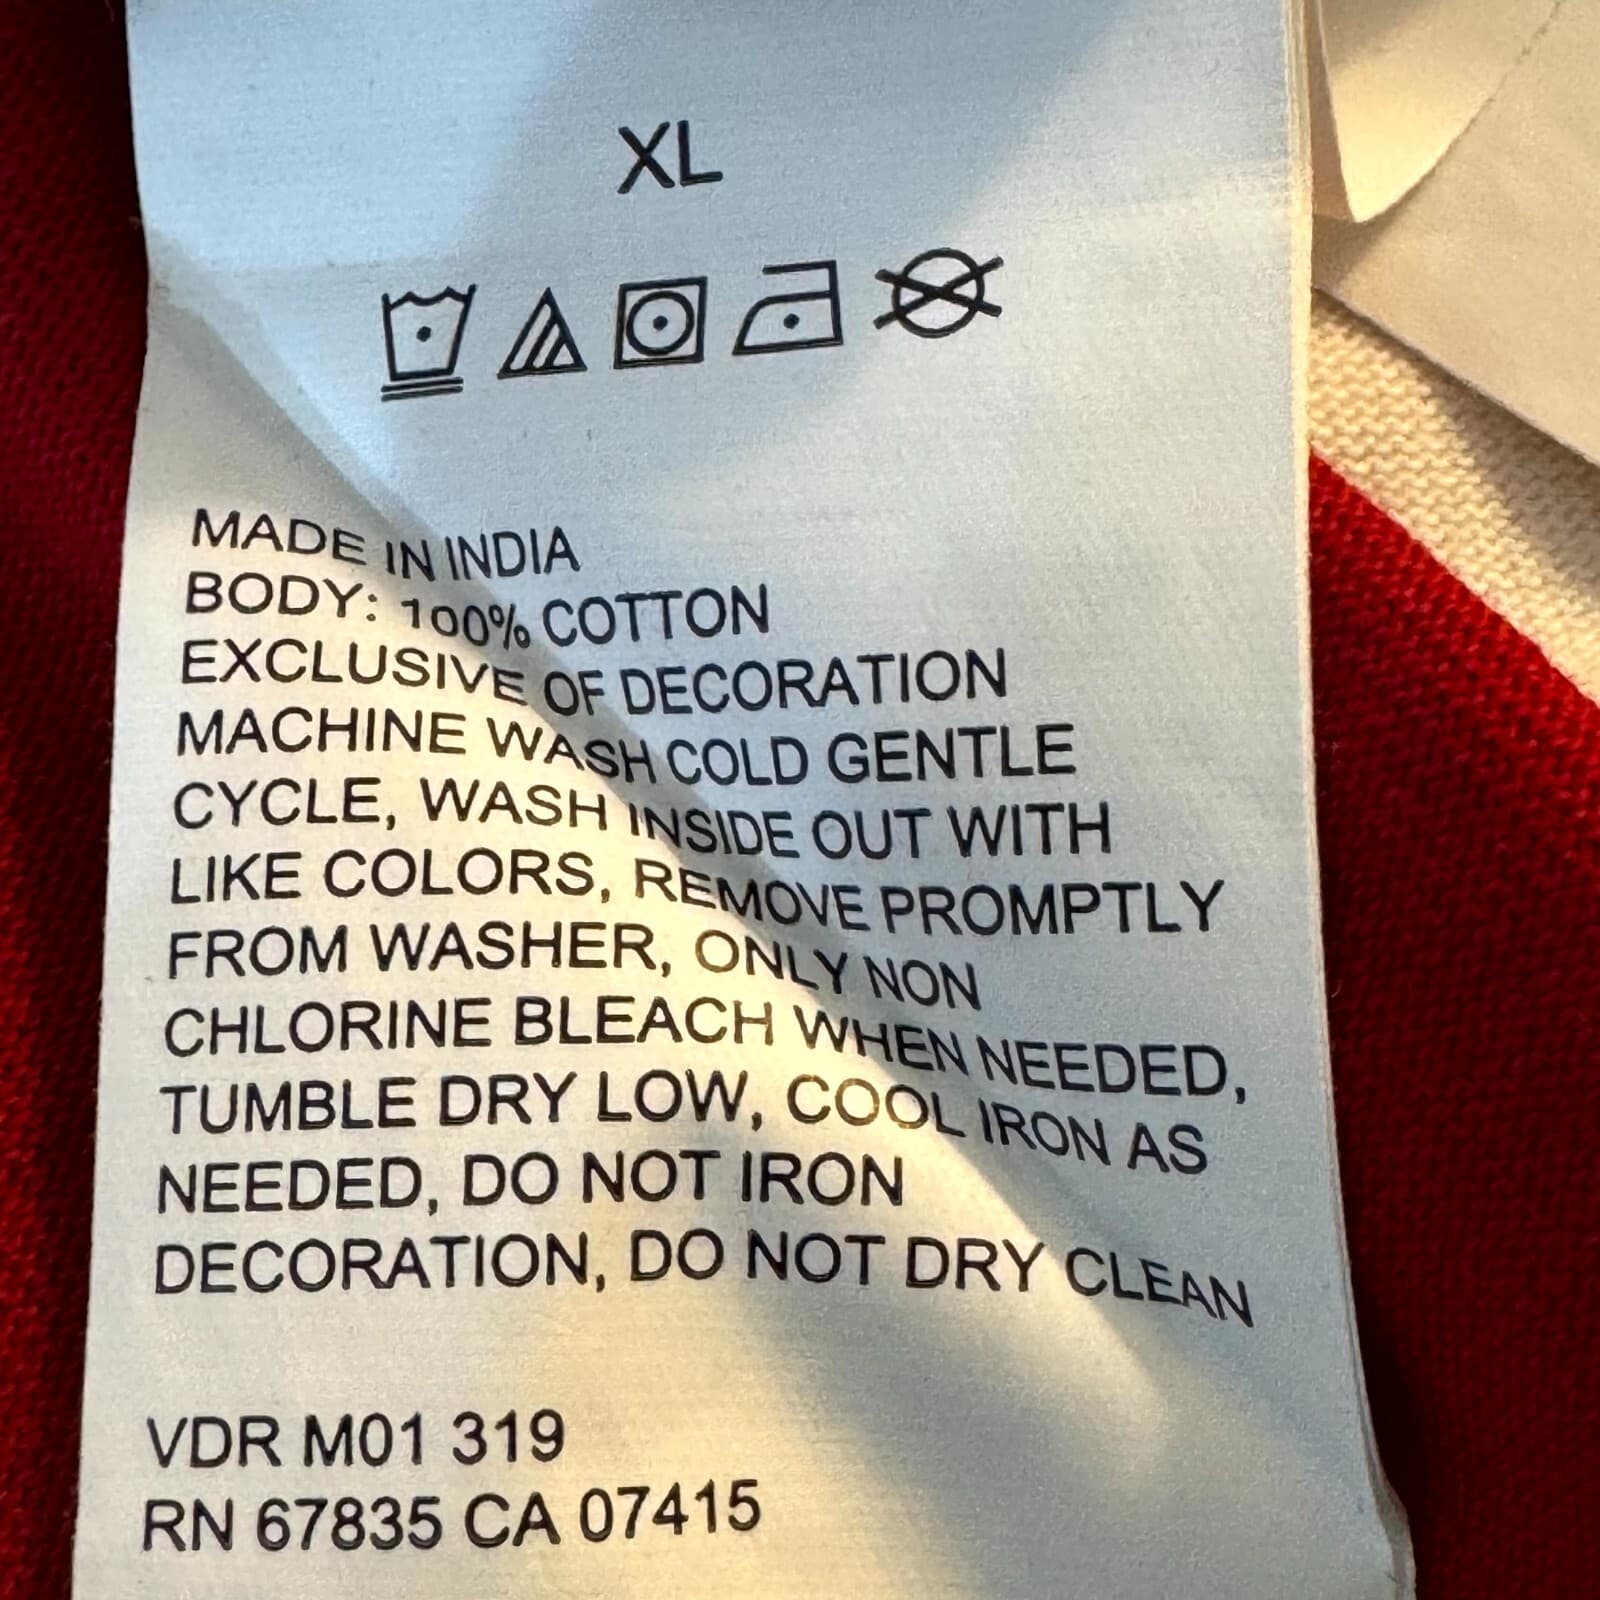 XL
MADE IN INDIA
BODY: 100% COTTON
EXCLUSIVE OF DECORATION
MACHINE WASH COLD GENTLE
CYCLE, WASH INSIDE OUT WITH
LIKE COLORS, REMOVE PROMPTLY
FROM WASHER, ONLY NON
CHLORINE BLEACH WHEN NEEDED,
TUMBLE DRY LOW, COOL IRON AS
NEEDED, DO NOT IRON
DECORATION, DO NOT DRY CLEAN
VDR M01 319
RN 67835 CA 07415